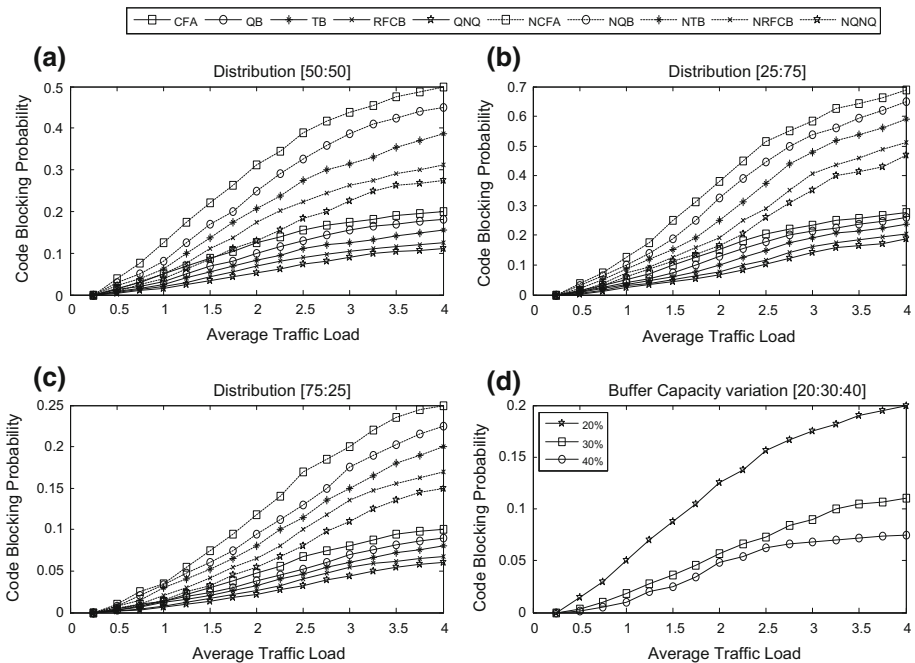 CFA QB TB RFCB QNQ NCFA NQB NTB NRFCB NQNQ
(a)
Distribution [50:50]
Code Blocking Probability
0.5
0.4
0.3
0.2
0.1
0
0 0.5 1 1.5 2 2.5 3 3.5 4
Average Traffic Load
(b)
Distribution [25:75]
Code Blocking Probability
0.7
0.6
0.5
0.4
0.3
0.2
0.1
0
0 0.5 1 1.5 2 2.5 3 3.5 4
Average Traffic Load
(c)
Distribution [75:25]
Code Blocking Probability
0.25
0.2
0.15
0.1
0.05
0
0 0.5 1 1.5 2 2.5 3 3.5 4
Average Traffic Load
(d)
Buffer Capacity variation [20:30:40]
Code Blocking Probability
0.2
0.15
0.1
0.05
0
20%
30%
40%
0 0.5 1 1.5 2 2.5 3 3.5 4
Average Traffic Load